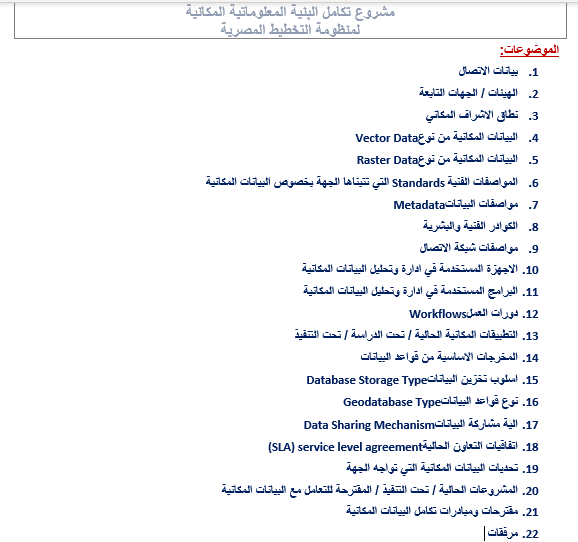 مشروع تكامل البنية المعلوماتية المكانية
لمنظومة التخطيط المصرية
الموضوعات:
1. بيانات الاتصال
2. الهيئات / الجهات التابعة
3. نطاق الاشراف المكاني
4. البيانات المكانية من نوعVector Data
5. البيانات المكانية من نوعRaster Data
6. المواصفات القنية Standards التي تتبناها الجهة بخصوص البيانات المكانية
7. مواصفات البياناتMetadata
8. الكوادر الفنية والبشرية
9. مواصفات شبكة الاتصال
10. الاجهزة المستخدمة في ادارة وتحليل البيانات المكانية
11. البرامج المستخدمة في ادارة وتحليل البيانات المكانية
12. دورات العملWorkflows
13. التطبيقات المكانية الحالية / تحت الدراسة / تحت التنفيذ
14. المخرجات الاساسية من قواعد البيانات
15. اسلوب تخزين البياناتDatabase Storage Type
16. نوع قواعد البياناتGeodatabase Type
17. الية مشاركة البياناتData Sharing Mechanism
18. اتفاقيات التعاون الحاليةservice level agreement (SLA)
19. تحديات البيانات المكانية التي تواجه الجهة
20. المشروعات الحالية / تحت التنفيذ / المقترحة للتعامل مع البيانات المكانية
21. مقترحات ومبادرات تكامل البيانات المكانية
22. مرفقات